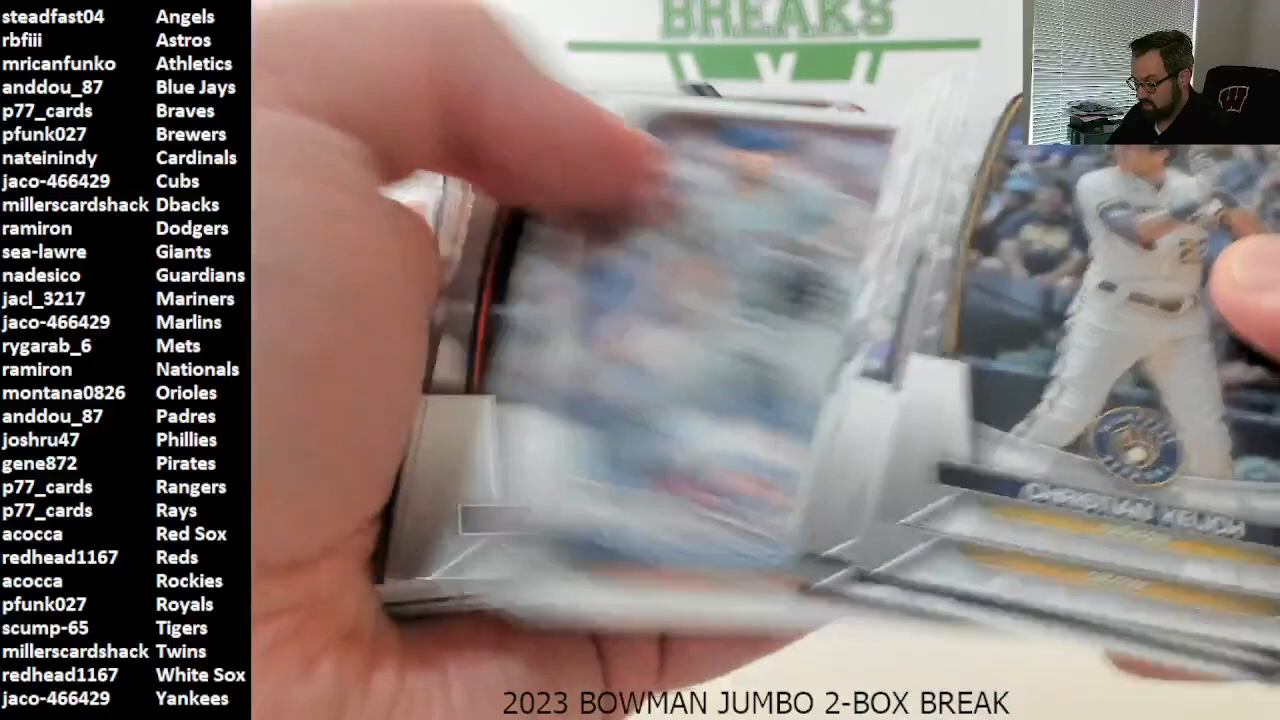 steadfast04 Angels
rbfiii Astros
mricanfunko Athletics
anddou_87 Blue Jays
p77_cards Braves
pfunk027 Brewers
nateinindy Cardinals
jaco-466429 Cubs
millerscardshack Dbacks
ramiron Dodgers
sea-lawre Giants
nadesico Guardians
jacl_3217 Mariners
jaco-466429 Marlins
rygarab_6 Mets
ramiron Nationals
montana0826 Orioles
anddou_87 Padres
joshru47 Phillies
gene872 Pirates
p77_cards Rangers
p77_cards Rays
acocca Red Sox
redhead1167 Reds
acocca Rockies
pfunk027 Royals
scump-65 Tigers
millerscardshack Twins
redhead1167 White Sox
jaco-466429 Yankees
BREAKS
W
22
CHRISTIAN YELICH
2023 BOWMAN JUMBO 2-BOX BREAK